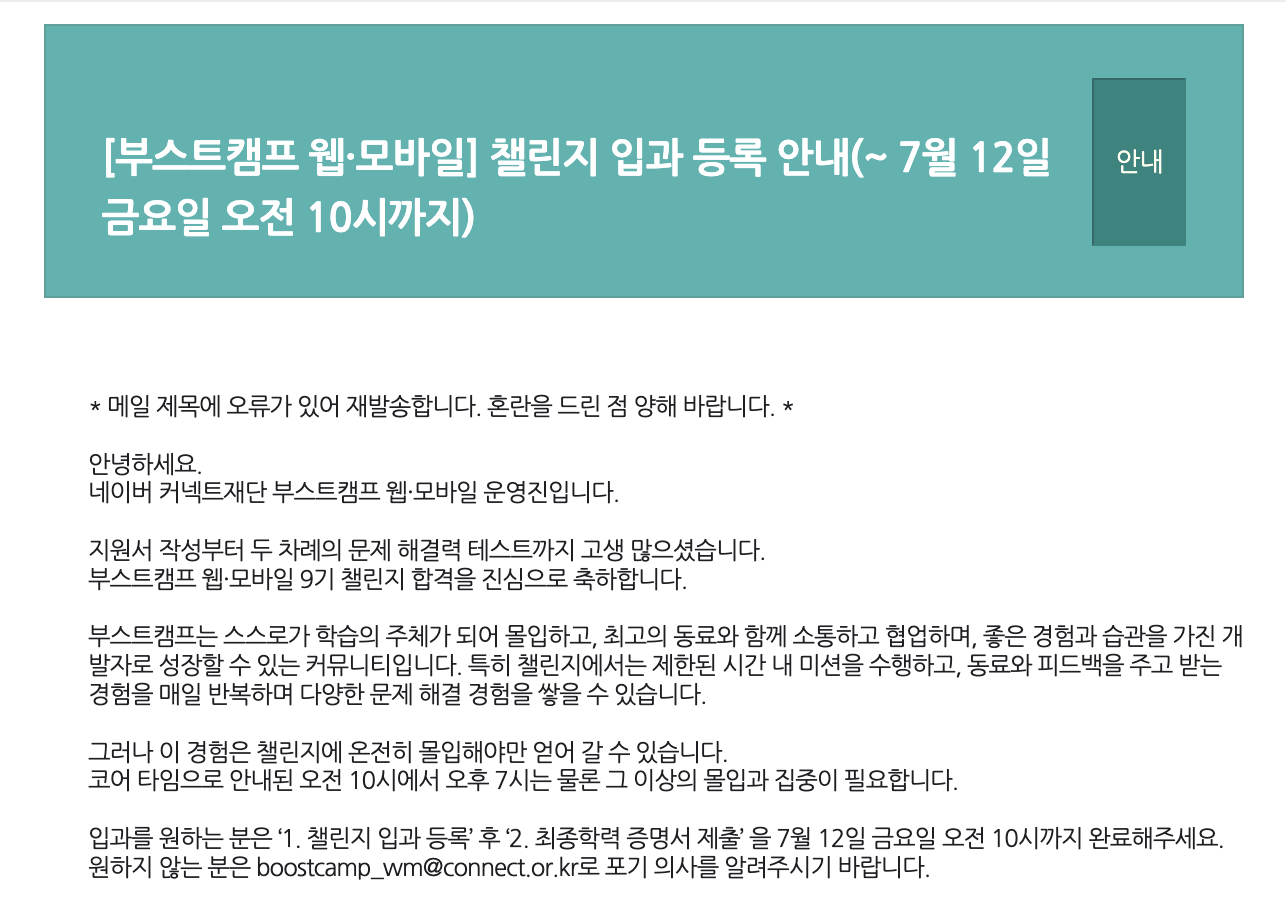 [부스트캠프 웹·모바일] 챌린지 입과 등록 안내(~ 7월 12일
금요일 오전 10시까지)
안내
* 메일 제목에 오류가 있어 재발송합니다. 혼란을 드린 점 양해 바랍니다. *
안녕하세요.
네이버 커넥트재단 부스트캠프 웹·모바일 운영진입니다.
지원서 작성부터 두 차례의 문제 해결력 테스트까지 고생 많으셨습니다.
부스트캠프 웹·모바일 9기 챌린지 합격을 진심으로 축하합니다.
부스트캠프는 스스로가 학습의 주체가 되어 몰입하고, 최고의 동료와 함께 소통하고 협업하며, 좋은 경험과 습관을 가진 개
발자로 성장할 수 있는 커뮤니티입니다. 특히 챌린지에서는 제한된 시간 내 미션을 수행하고, 동료와 피드백을 주고 받는
경험을 매일 반복하며 다양한 문제 해결 경험을 쌓을 수 있습니다.
그러나 이 경험은 챌린지에 온전히 몰입해야만 얻어 갈 수 있습니다.
코어 타임으로 안내된 오전 10시에서 오후 7시는 물론 그 이상의 몰입과 집중이 필요합니다.
입과를 원하는 분은 ‘1. 챌린지 입과 등록’ 후 ‘2. 최종학력 증명서 제출’ 을 7월 12일 금요일 오전 10시까지 완료해주세요.
원하지 않는 분은 boostcamp_wm@connect.or.kr로 포기 의사를 알려주시기 바랍니다.